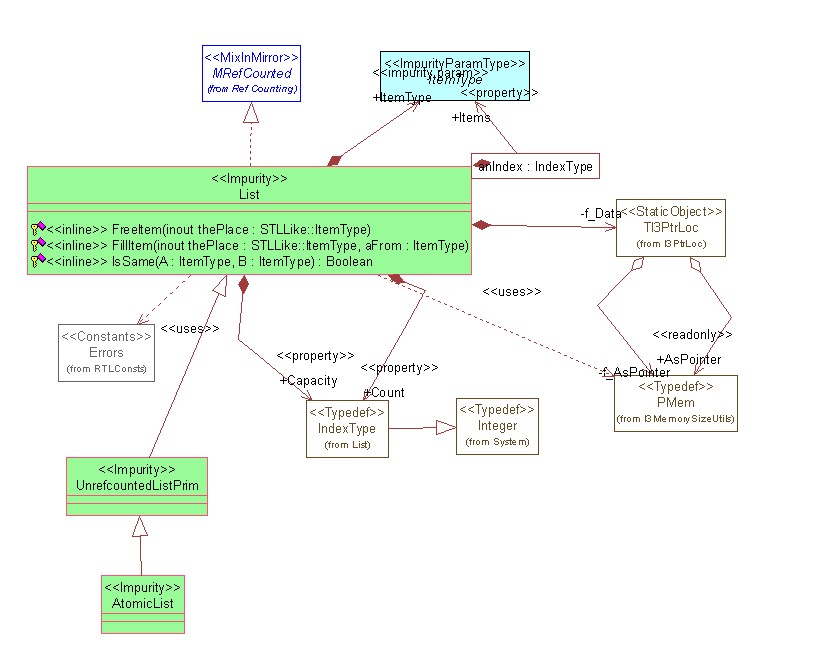 <<MixInMirror>>
MRefCounted
(from Ref Counting)
<<ImpurityParamType>>
<<impurity param>>
ItemType
+ItemType
<<property>>
+Items
anIndex : IndexType
<<Impurity>>
List
<<inline>> FreeItem(inout thePlace : STLLike::ItemType)
<<inline>> FillItem(inout thePlace : STLLike::ItemType, aFrom : ItemType)
<<inline>> IsSame(A : ItemType, B : ItemType) : Boolean
-f_Data
<<StaticObject>>
Tl3PtrLoc
(from l3PtrLoc)
<<uses>>
<<uses>>
<<Constants>>
Errors
(from RTLConsts)
<<property>>
+Capacity
<<property>>
#Count
<<readonly>>
+AsPointer
-f_AsPointer
<<Typedef>>
PMem
(from l3MemorySizeUtils)
<<Typedef>>
IndexType
(from List)
<<Typedef>>
Integer
(from System)
<<Impurity>>
UnrefcountedListPrim
<<Impurity>>
AtomicList